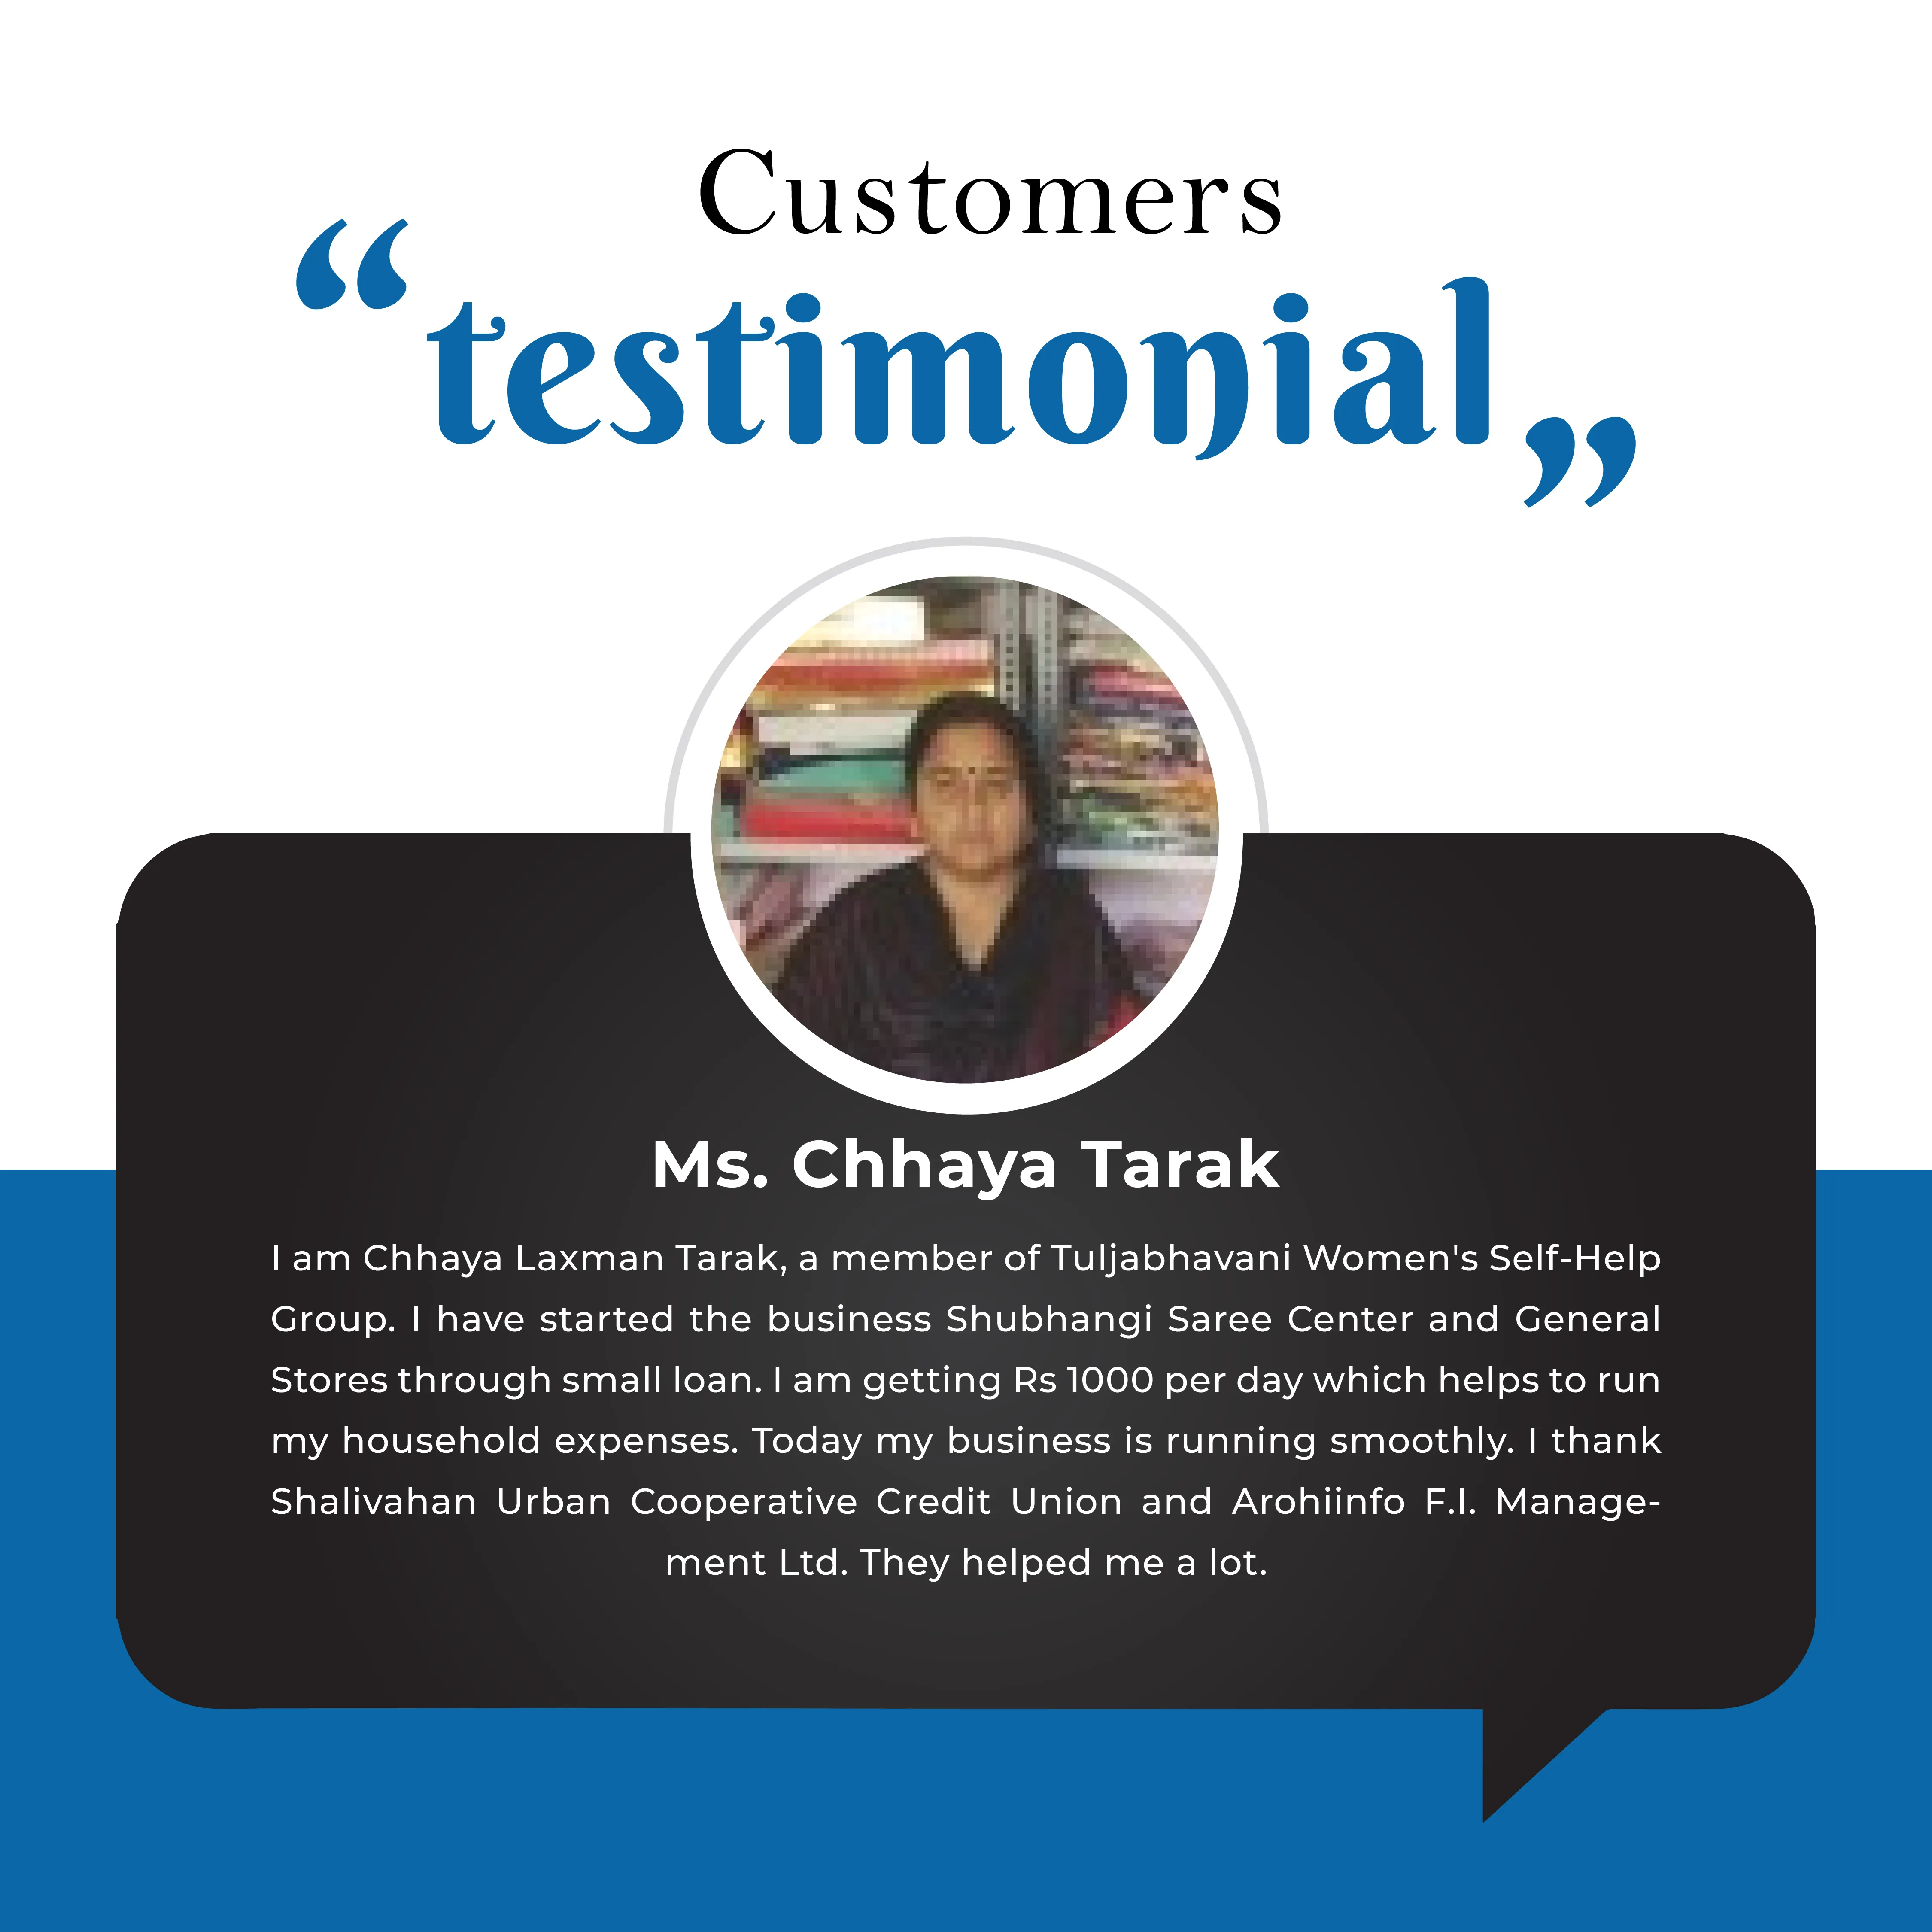 Customers
“testimonial”
Ms. Chhaya Tarak
I am Chhaya Laxman Tarak, a member of Tuljabhavani Women's Self-Help
Group. I have started the business Shubhangi Saree Center and General
Stores through small loan. I am getting Rs 1000 per day which helps to run
my household expenses. Today my business is running smoothly. I thank
Shalivahan Urban Cooperative Credit Union and Arohiinfo F.I. Manage-
ment Ltd. They helped me a lot.